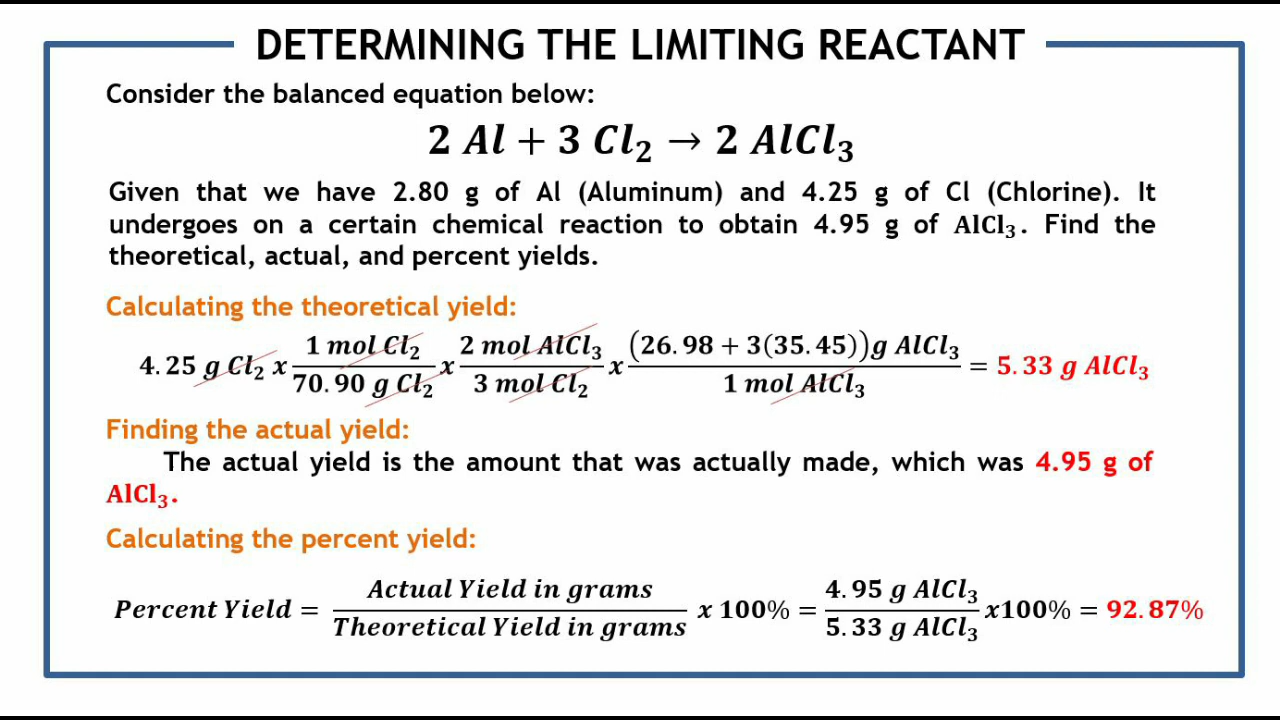 DETERMINING THE LIMITING REACTANT
Consider the balanced equation below:
2 Al + 3 Cl₂ → 2 AlCl₃
Given that we have 2.80 g of Al (Aluminum) and 4.25 g of Cl (Chlorine). It
undergoes on a certain chemical reaction to obtain 4.95 g of AlCl₃. Find the
theoretical, actual, and percent yields.
Calculating the theoretical yield:
4.25 g Cl₂ x (1 mol Cl₂)/(70.90 g Cl₂) x (2 mol AlCl₃)/(3 mol Cl₂) x ((26.98 + 3(35.45))g AlCl₃)/(1 mol AlCl₃) = 5.33 g AlCl₃
Finding the actual yield:
The actual yield is the amount that was actually made, which was 4.95 g of
AlCl₃.
Calculating the percent yield:
Percent Yield = (Actual Yield in grams)/(Theoretical Yield in grams) x 100% = (4.95 g AlCl₃)/(5.33 g AlCl₃) x100% = 92.87%